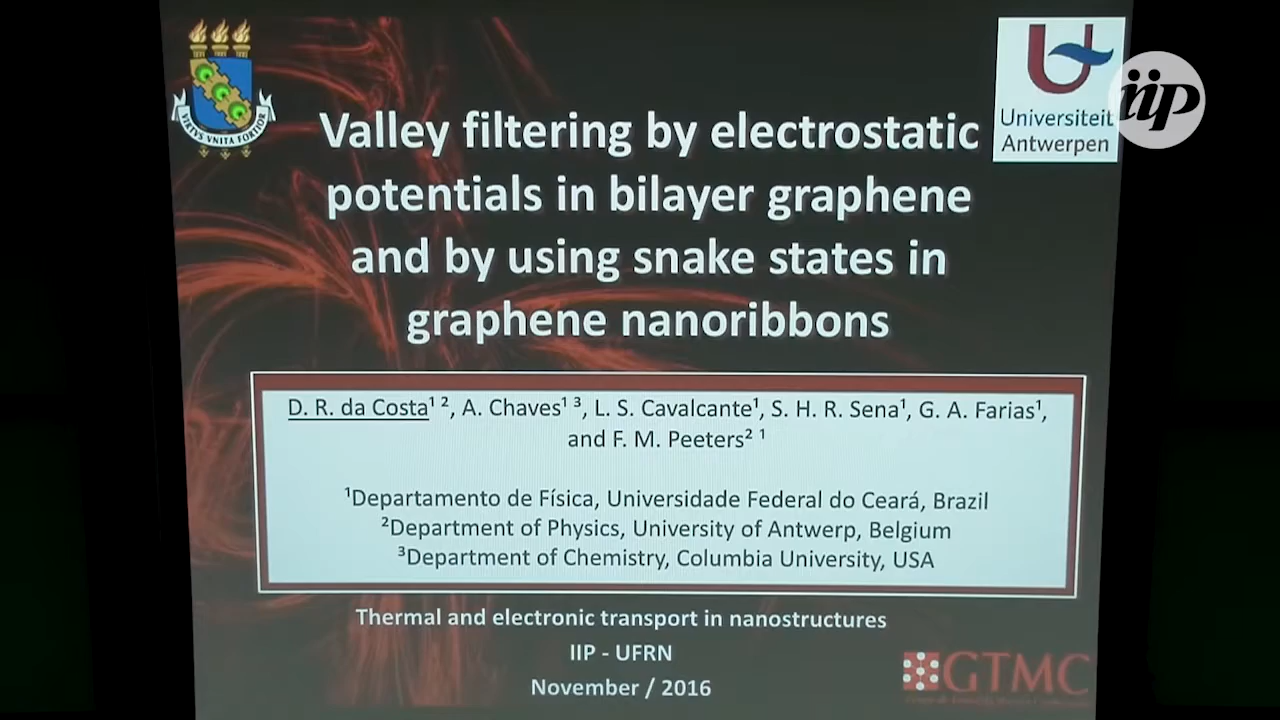 VIRTVS VNITA FORTIOR
Universiteit
Antwerpen
iip
Valley filtering by electrostatic
potentials in bilayer graphene
and by using snake states in
graphene nanoribbons
D. R. da Costa¹ ², A. Chaves¹ ³, L. S. Cavalcante¹, S. H. R. Sena¹, G. A. Farias¹,
and F. M. Peeters² ¹
¹Departamento de Física, Universidade Federal do Ceará, Brazil
²Department of Physics, University of Antwerp, Belgium
³Department of Chemistry, Columbia University, USA
Thermal and electronic transport in nanostructures
IIP - UFRN
November / 2016
GTMC